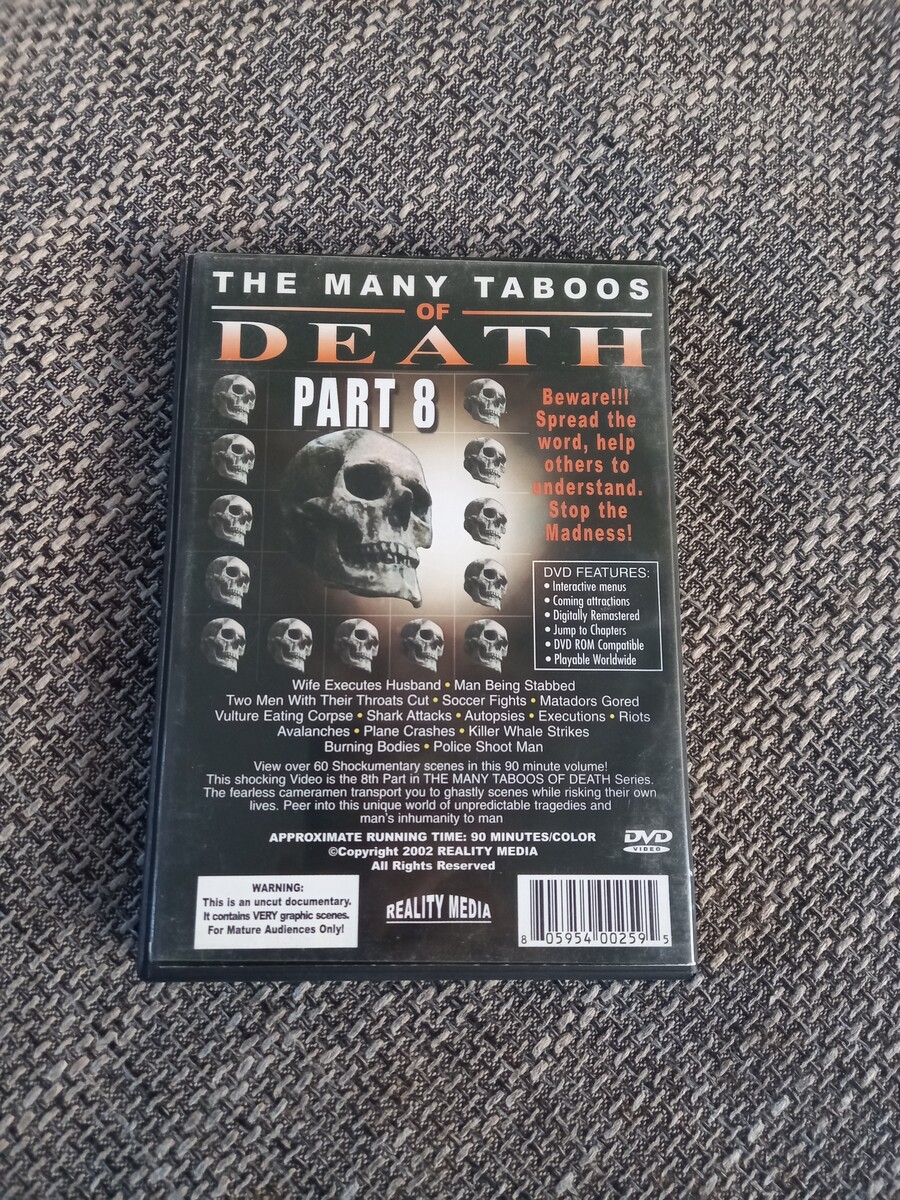 THE MANY TABOOS
OF
DEATH
PART 8
Beware!!!
Spread the
word, help
others to
understand.
Stop the
Madness!
DVD FEATURES:
• Interactive menus
• Coming attractions
• Digitally Remastered
• Jump to Chapters
• DVD ROM Compatible
• Playable Worldwide
Wife Executes Husband • Man Being Stabbed
Two Men With Their Throats Cut • Soccer Fights • Matadors Gored
Vulture Eating Corpse • Shark Attacks • Autopsies • Executions • Riots
Avalanches • Plane Crashes • Killer Whale Strikes
Burning Bodies • Police Shoot Man
View over 60 Shockumentary scenes in this 90 minute volume!
This shocking Video is the 8th Part in THE MANY TABOOS OF DEATH Series.
The fearless cameramen transport you to ghastly scenes while risking their own
lives. Peer into this unique world of unpredictable tragedies and
man's inhumanity to man
APPROXIMATE RUNNING TIME: 90 MINUTES/COLOR
©Copyright 2002 REALITY MEDIA
All Rights Reserved
DVD
VIDEO
WARNING:
This is an uncut documentary.
It contains VERY graphic scenes.
For Mature Audiences Only!
REALITY MEDIA
8 05954 00259 5